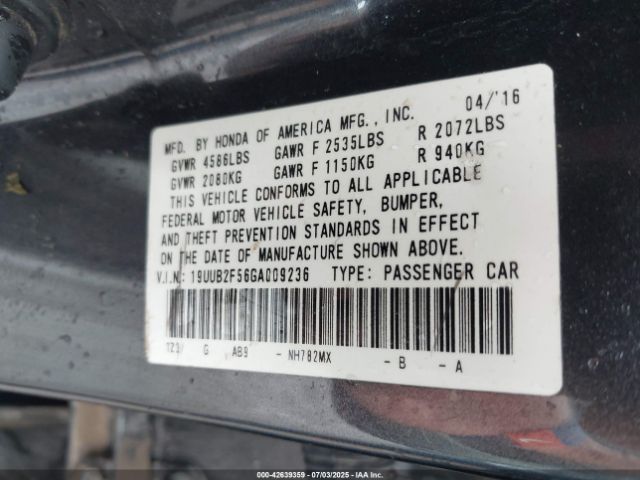 MFD. BY HONDA OF AMERICA MFG., INC. 04/'16
GVWR 4586LBS GAWR F 2535LBS R 2072LBS
GVWR 2080KG GAWR F 1150KG R 940KG
THIS VEHICLE CONFORMS TO ALL APPLICABLE
FEDERAL MOTOR VEHICLE SAFETY, BUMPER,
AND THEFT PREVENTION STANDARDS IN EFFECT
ON THE DATE OF MANUFACTURE SHOWN ABOVE.
V.I.N: 19UUB2F56GA009236 TYPE: PASSENGER CAR
G AB9 - NH782MX - B - A
000-42639359 | 07/03/2025 - IAA Inc.